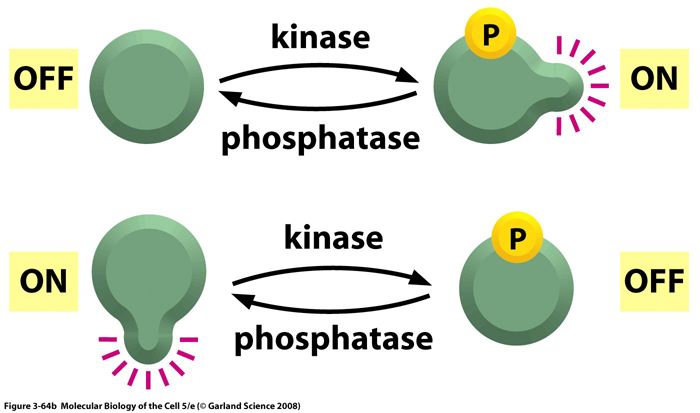 kinase
P
OFF
ON
phosphatase
kinase
P
ON
OFF
phosphatase
Figure 3-64b Molecular Biology of the Cell 5/e (© Garland Science 2008)